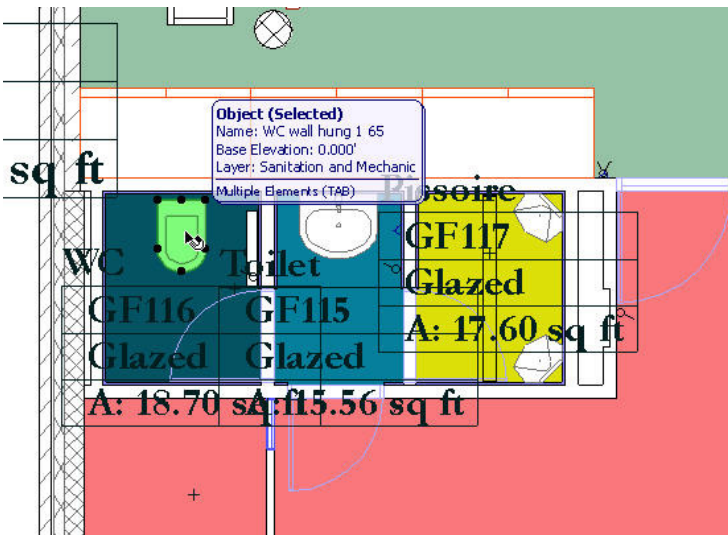 Object (Selected)
Name: WC wall hung 1 65
Base Elevation: 0.000'
Layer: Sanitation and Mechanic
Multiple Elements (TAB)
sq ft
WC
GF116
Glazed
A: 18.70 sq ft
Toilet
GF115
Glazed
A: 15.56 sq ft
GF117
Glazed
A: 17.60 sq ft